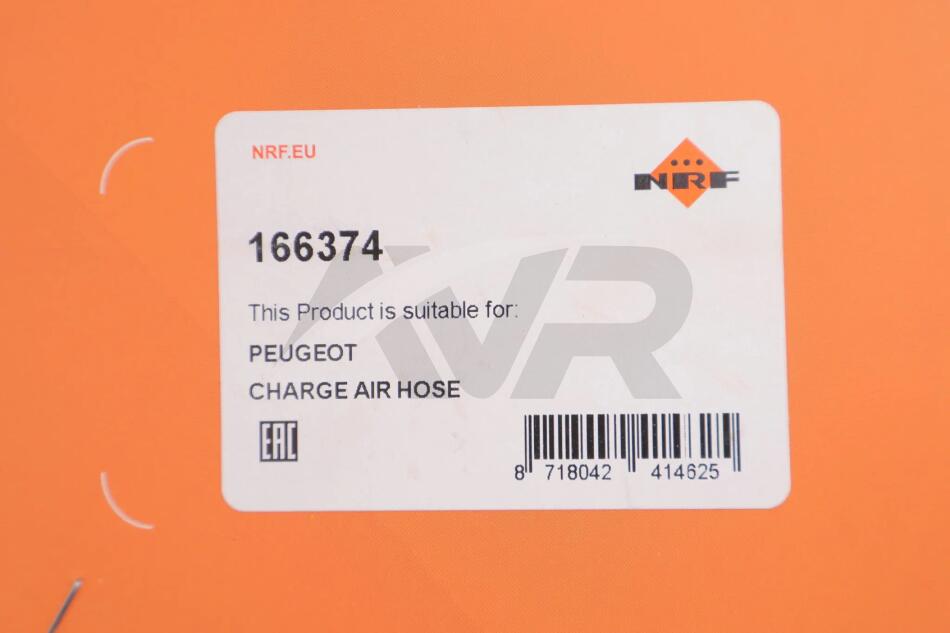 NRF.EU
NRF
166374
This Product is suitable for:
PEUGEOT
CHARGE AIR HOSE
EAC
8 718042 414625